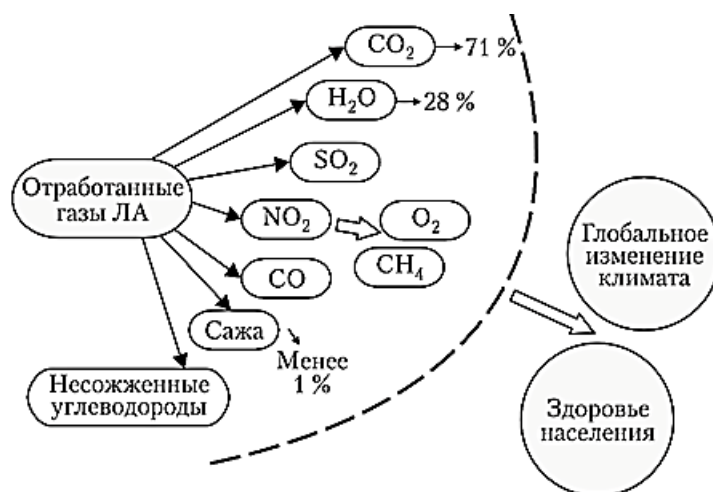 CO₂
71 %
H₂O
28 %
SO₂
Отработанные
газы ЛА
NO₂
O₂
CH₄
CO
Сажа
Менее
1 %
Несожженные
углеводороды
Глобальное
изменение
климата
Здоровье
населения